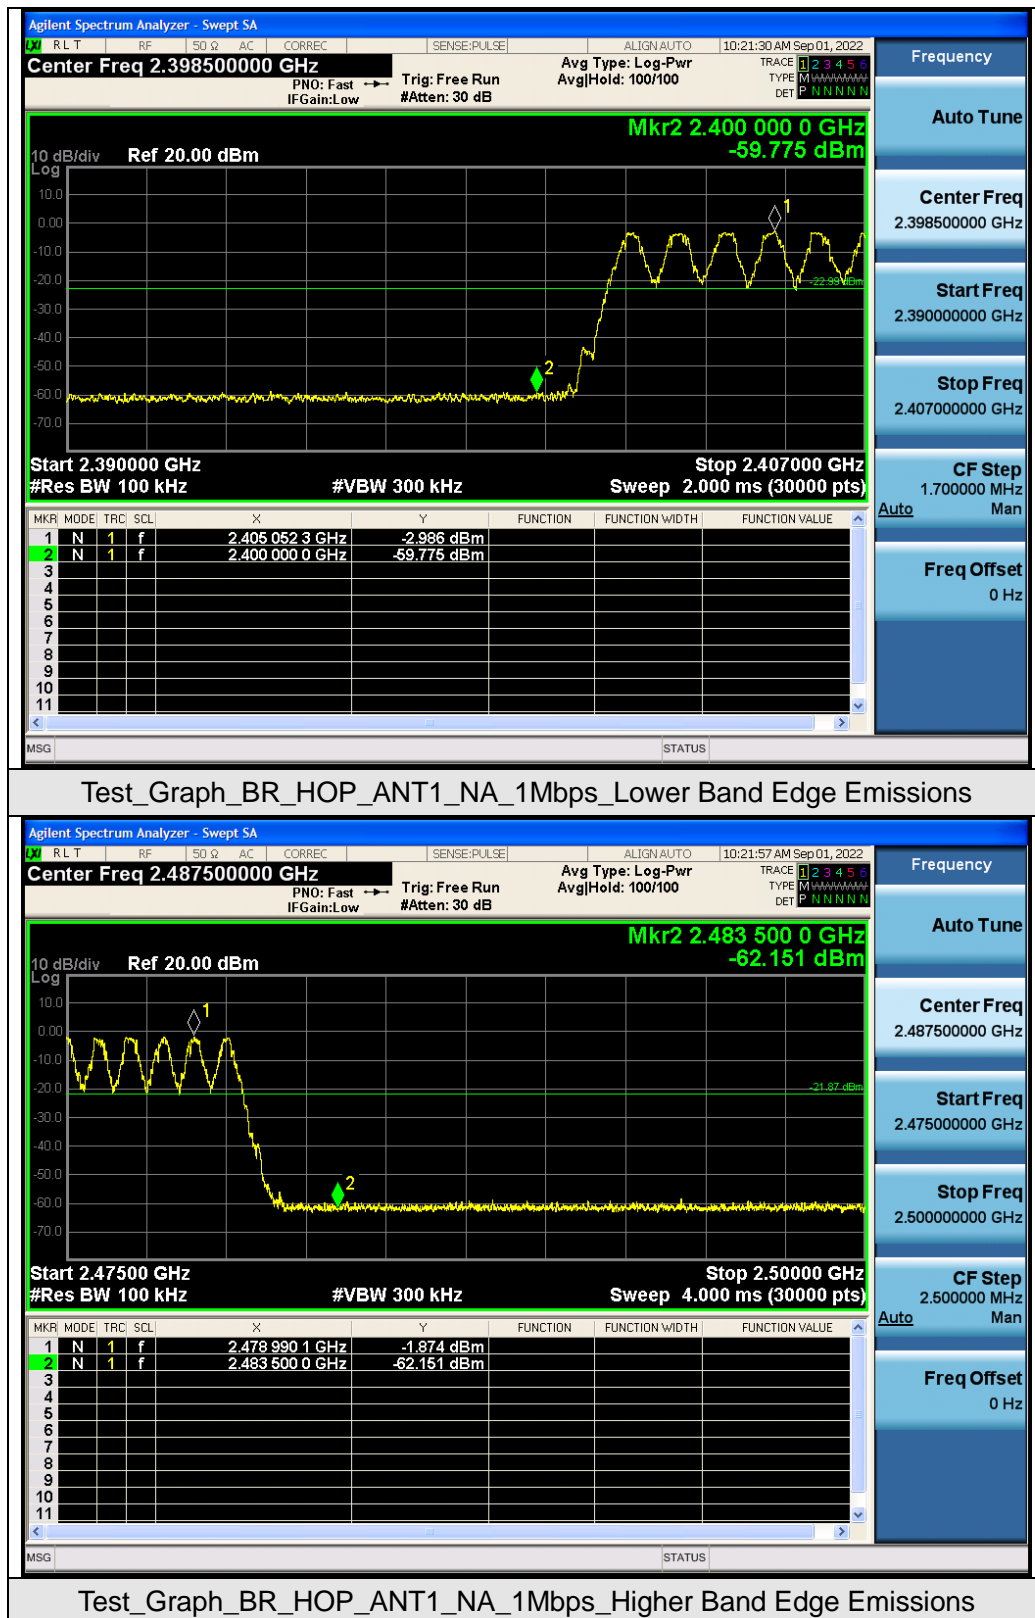 Agilent Spectrum Analyzer - Swept SA
LXI RL T RF 50 Ω AC CORREC SENSE:PULSE ALIGN AUTO 10:21:30 AM Sep 01, 2022
Center Freq 2.398500000 GHz
PNO: Fast
IFGain:Low
Trig: Free Run
#Atten: 30 dB
Avg Type: Log-Pwr
Avg|Hold: 100/100
TRACE 1 2 3 4 5 6
TYPE M
DET P N N N N N
Mkr2 2.400 000 0 GHz
-59.775 dBm
10 dB/div Ref 20.00 dBm
Log
10.0
0.00
-10.0
-20.0
-30.0
-40.0
-50.0
-60.0
-70.0
1
-22.99 dBm
2
Start 2.390000 GHz Stop 2.407000 GHz
#Res BW 100 kHz #VBW 300 kHz Sweep 2.000 ms (30000 pts)
MKR MODE TRC SCL X Y FUNCTION FUNCTION WIDTH FUNCTION VALUE
1 N 1 f 2.405 052 3 GHz -2.986 dBm
2 N 1 f 2.400 000 0 GHz -59.775 dBm
3
4
5
6
7
8
9
10
11
MSG STATUS
Frequency
Auto Tune
Center Freq
2.398500000 GHz
Start Freq
2.390000000 GHz
Stop Freq
2.407000000 GHz
CF Step
1.700000 MHz
Auto Man
Freq Offset
0 Hz
Test_Graph_BR_HOP_ANT1_NA_1Mbps_Lower Band Edge Emissions
Agilent Spectrum Analyzer - Swept SA
LXI RL T RF 50 Ω AC CORREC SENSE:PULSE ALIGN AUTO 10:21:57 AM Sep 01, 2022
Center Freq 2.487500000 GHz
PNO: Fast
IFGain:Low
Trig: Free Run
#Atten: 30 dB
Avg Type: Log-Pwr
Avg|Hold: 100/100
TRACE 1 2 3 4 5 6
TYPE M
DET P N N N N N
Mkr2 2.483 500 0 GHz
-62.151 dBm
10 dB/div Ref 20.00 dBm
Log
10.0
0.00
-10.0
-20.0
-30.0
-40.0
-50.0
-60.0
-70.0
1
-21.87 dBm
2
Start 2.47500 GHz Stop 2.50000 GHz
#Res BW 100 kHz #VBW 300 kHz Sweep 4.000 ms (30000 pts)
MKR MODE TRC SCL X Y FUNCTION FUNCTION WIDTH FUNCTION VALUE
1 N 1 f 2.478 990 1 GHz -1.874 dBm
2 N 1 f 2.483 500 0 GHz -62.151 dBm
3
4
5
6
7
8
9
10
11
MSG STATUS
Frequency
Auto Tune
Center Freq
2.487500000 GHz
Start Freq
2.475000000 GHz
Stop Freq
2.500000000 GHz
CF Step
2.500000 MHz
Auto Man
Freq Offset
0 Hz
Test_Graph_BR_HOP_ANT1_NA_1Mbps_Higher Band Edge Emissions